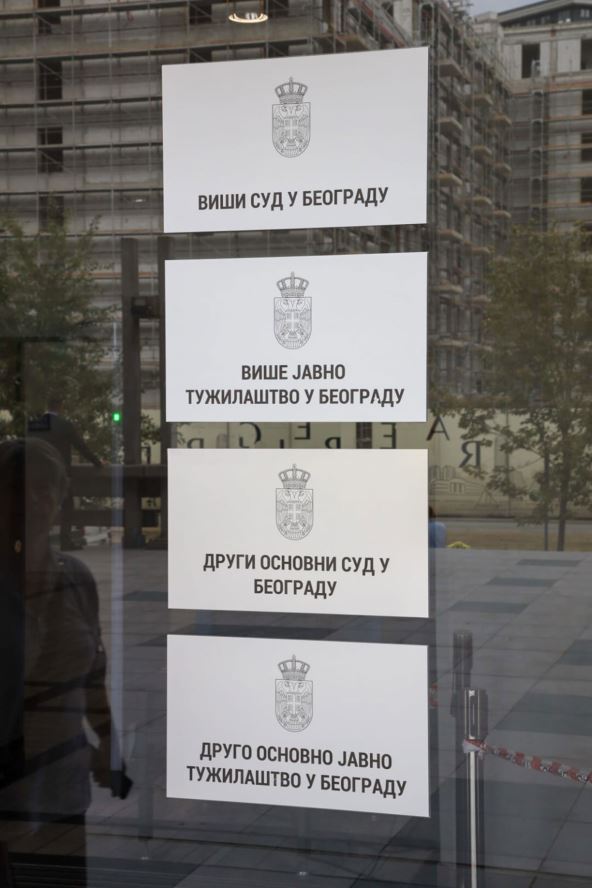 ВИШИ СУД У БЕОГРАДУ
ВИШЕ ЈАВНО
ТУЖИЛАШТВО У БЕОГРАДУ
ДРУГИ ОСНОВНИ СУД У
БЕОГРАДУ
ДРУГО ОСНОВНО ЈАВНО
ТУЖИЛАШТВО У БЕОГРАДУ